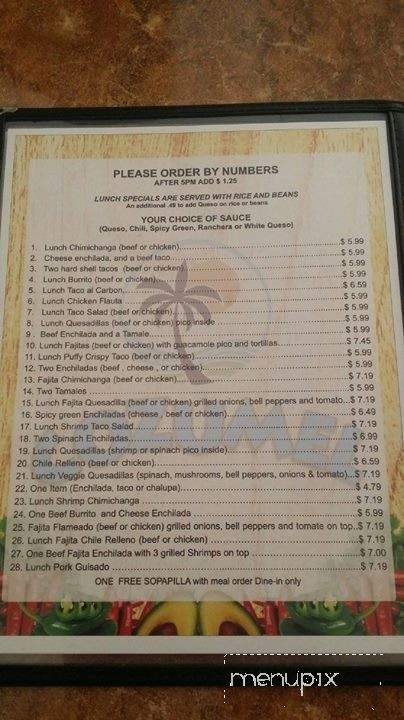 PLEASE ORDER BY NUMBERS
AFTER 5PM ADD $ 1.25
LUNCH SPECIALS ARE SERVED WITH RICE AND BEANS
An additional .49 to add Queso on rice or beans
YOUR CHOICE OF SAUCE
(Queso, Chili, Spicy Green, Ranchera or White Queso)
1. Lunch Chimichanga (beef or chicken)...$ 5.99
2. Cheese enchilada, and a beef taco...$ 5.99
3. Two hard shell tacos (beef or chicken)...$ 5.99
4. Lunch Burrito (beef or chicken)...$ 5.99
5. Lunch Taco al Carbon...$ 6.59
6. Lunch Chicken Flauta...$ 5.99
7. Lunch Taco Salad (beef or chicken)...$ 5.99
8. Lunch Quesadillas (beef or chicken) pico inside...$ 5.99
9. Beef Enchilada and a Tamale...$ 5.99
10. Lunch Fajitas (beef or chicken) with guacamole pico and tortillas...$ 7.45
11. Lunch Puffy Crispy Taco (beef or chicken)...$ 5.99
12. Two Enchiladas (beef , cheese , or chicken)...$ 5.99
13. Fajita Chimichanga (beef or chicken)...$ 7.19
14. Two Tamales...$ 5.99
15. Lunch Fajita Quesadilla (beef or chicken) grilled onions, bell peppers and tomato...$ 7.19
16. Spicy green Enchiladas (cheese , beef or chicken)...$ 6.49
17. Lunch Shrimp Taco Salad...$ 7.19
18. Two Spinach Enchiladas...$ 6.99
19. Lunch Quesadillas (shrimp or spinach pico inside)...$ 7.19
20. Chile Relleno (beef or chicken)...$ 6.59
21. Lunch Veggie Quesadillas (spinach, mushrooms, bell peppers, onions & tomato)...$ 7.19
22. One Item (Enchilada, taco or chalupa)...$ 4.79
23. Lunch Shrimp Chimichanga...$ 7.19
24. One Beef Burrito and Cheese Enchilada...$ 5.99
25. Fajita Flameado (beef or chicken) grilled onions, bell peppers and tomate on top..$ 7.19
26. Lunch Fajita Chile Relleno (beef or chicken)...$ 7.19
27. One Beef Fajita Enchilada with 3 grilled Shrimps on top...$ 7.00
28. Lunch Pork Guisado...$ 7.19
ONE FREE SOPAPILLA with meal order Dine-in only
menupix